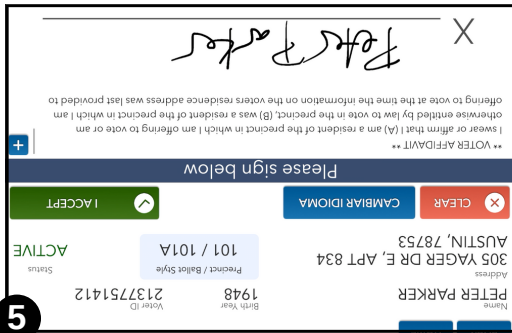 Name
Birth Year
Voter ID
PETER PARKER
1948
2137751412
Address
Precinct / Ballot Style
Status
305 YAGER DR E, APT 834
AUSTIN, 78753
101 / 101A
ACTIVE
CLEAR
CAMBIAR IDIOMA
I ACCEPT
Please sign below
** VOTER AFFIDAVIT **
I swear or affirm that I (A) am a resident of the precinct in which I am offering to vote or am
otherwise entitled by law to vote in the precinct, (B) was a resident of the precinct in which I am
offering to vote at the time the information on the voters residence address was last provided to
+
X
Peter Parker
5